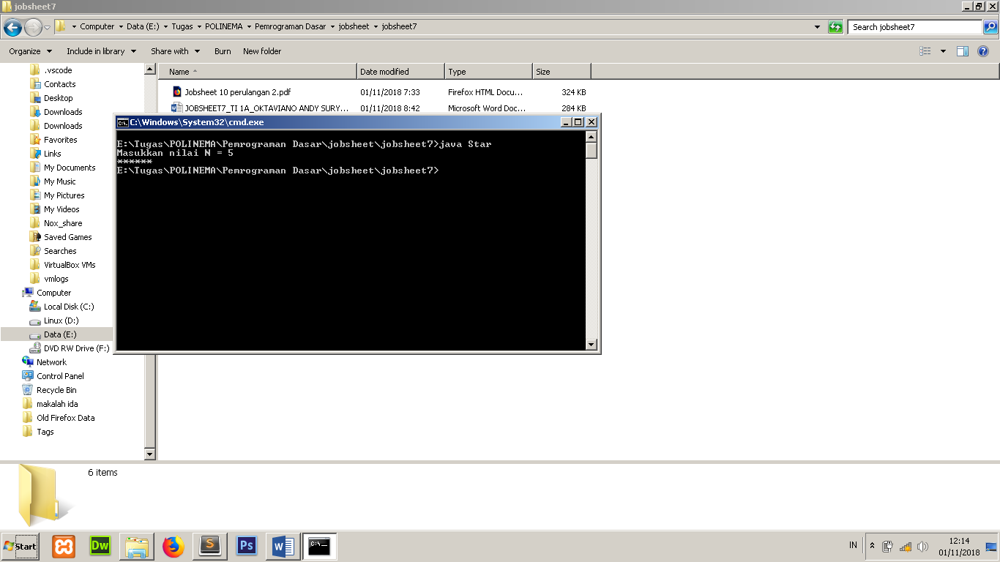 jobsheet7
Computer Data (E:) Tugas POLINEMA Pemrograman Dasar jobsheet jobsheet7
Search jobsheet7
Organize Include in library Share with Burn New folder
Name Date modified Type Size
Jobsheet 10 perulangan 2.pdf 01/11/2018 7:33 Firefox HTML Docu... 324 KB
JOBSHEET7_TI 1A_OKTAVIANO ANDY SURY... 01/11/2018 8:42 Microsoft Word Doc... 284 KB
.vscode
Contacts
Desktop
Downloads
Downloads
Favorites
Links
My Documents
My Music
My Pictures
My Videos
Nox_share
Saved Games
Searches
VirtualBox VMs
vmlogs
Computer
Local Disk (C:)
Linux (D:)
Data (E:)
DVD RW Drive (F:)
Network
Control Panel
Recycle Bin
makalah ida
Old Firefox Data
Tags
C:\Windows\System32\cmd.exe
E:\Tugas\POLINEMA\Pemrograman Dasar\jobsheet\jobsheet7>java Star
Masukkan nilai N = 5
******
E:\Tugas\POLINEMA\Pemrograman Dasar\jobsheet\jobsheet7>
6 items
Start
Dw
S
Ps
W
C:\
IN
12:14
01/11/2018